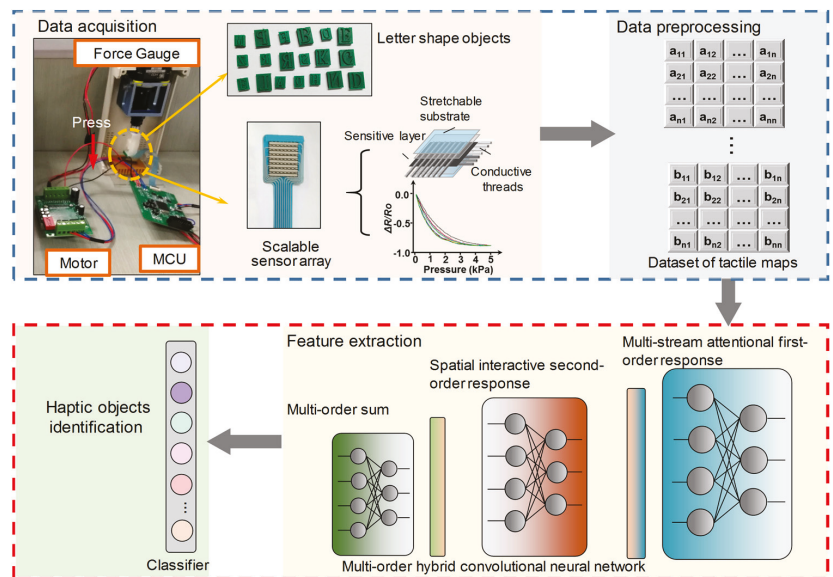 Data acquisition
Force Gauge
Press
Motor
MCU
Letter shape objects
Scalable
sensor array
Stretchable
substrate
Sensitive layer
Conductive
threads
ΔR/Ro
0.0
-0.5
-1.0
0 1 2 3 4 5
Pressure (kPa)
Data preprocessing
a11 a12 ... a1n
a21 a22 ... a2n
... ... ... ...
an1 an2 ... ann
⋮
b11 b12 ... b1n
b21 b22 ... b2n
... ... ... ...
bn1 bn2 ... bnn
Dataset of tactile maps
Feature extraction
Multi-stream attentional first-
order response
Spatial interactive second-
order response
Multi-order sum
Multi-order hybrid convolutional neural network
Haptic objects
identification
Classifier